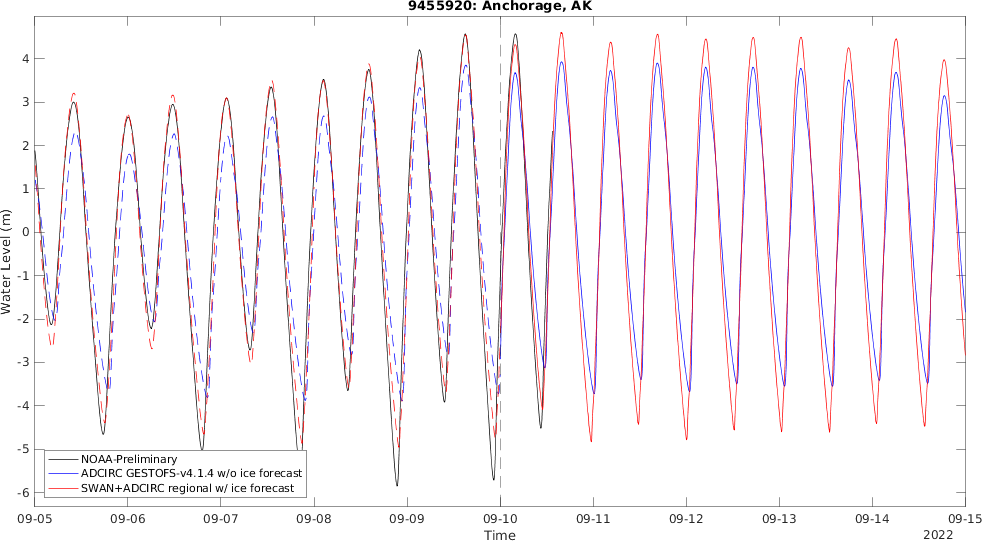 9455920: Anchorage, AK
Water Level (m)
4
3
2
1
0
-1
-2
-3
-4
-5
-6
NOAA-Preliminary
ADCIRC GESTOFS-v4.1.4 w/o ice forecast
SWAN+ADCIRC regional w/ ice forecast
09-05 09-06 09-07 09-08 09-09 09-10 09-11 09-12 09-13 09-14 09-15
Time
2022